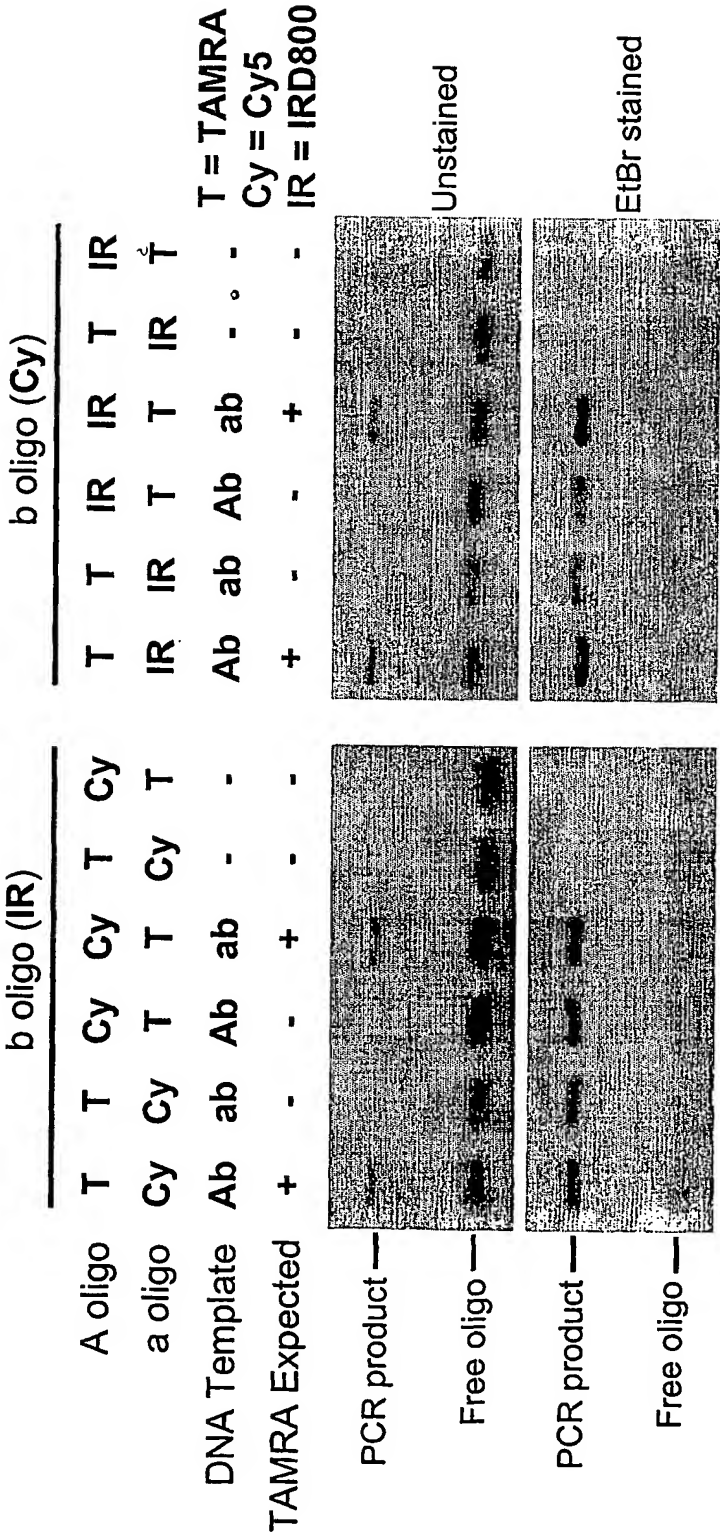 b oligo (IR) b oligo (Cy)
A oligo T T Cy Cy T Cy T T IR IR T IR
a oligo Cy Cy T T Cy T IR IR T T IR T
DNA Template Ab ab Ab ab - - Ab ab Ab ab - -
TAMRA Expected + - - + - - + - - + - -
T = TAMRA
Cy = Cy5
IR = IRD800
PCR product
Free oligo
Unstained
PCR product
Free oligo
EtBr stained